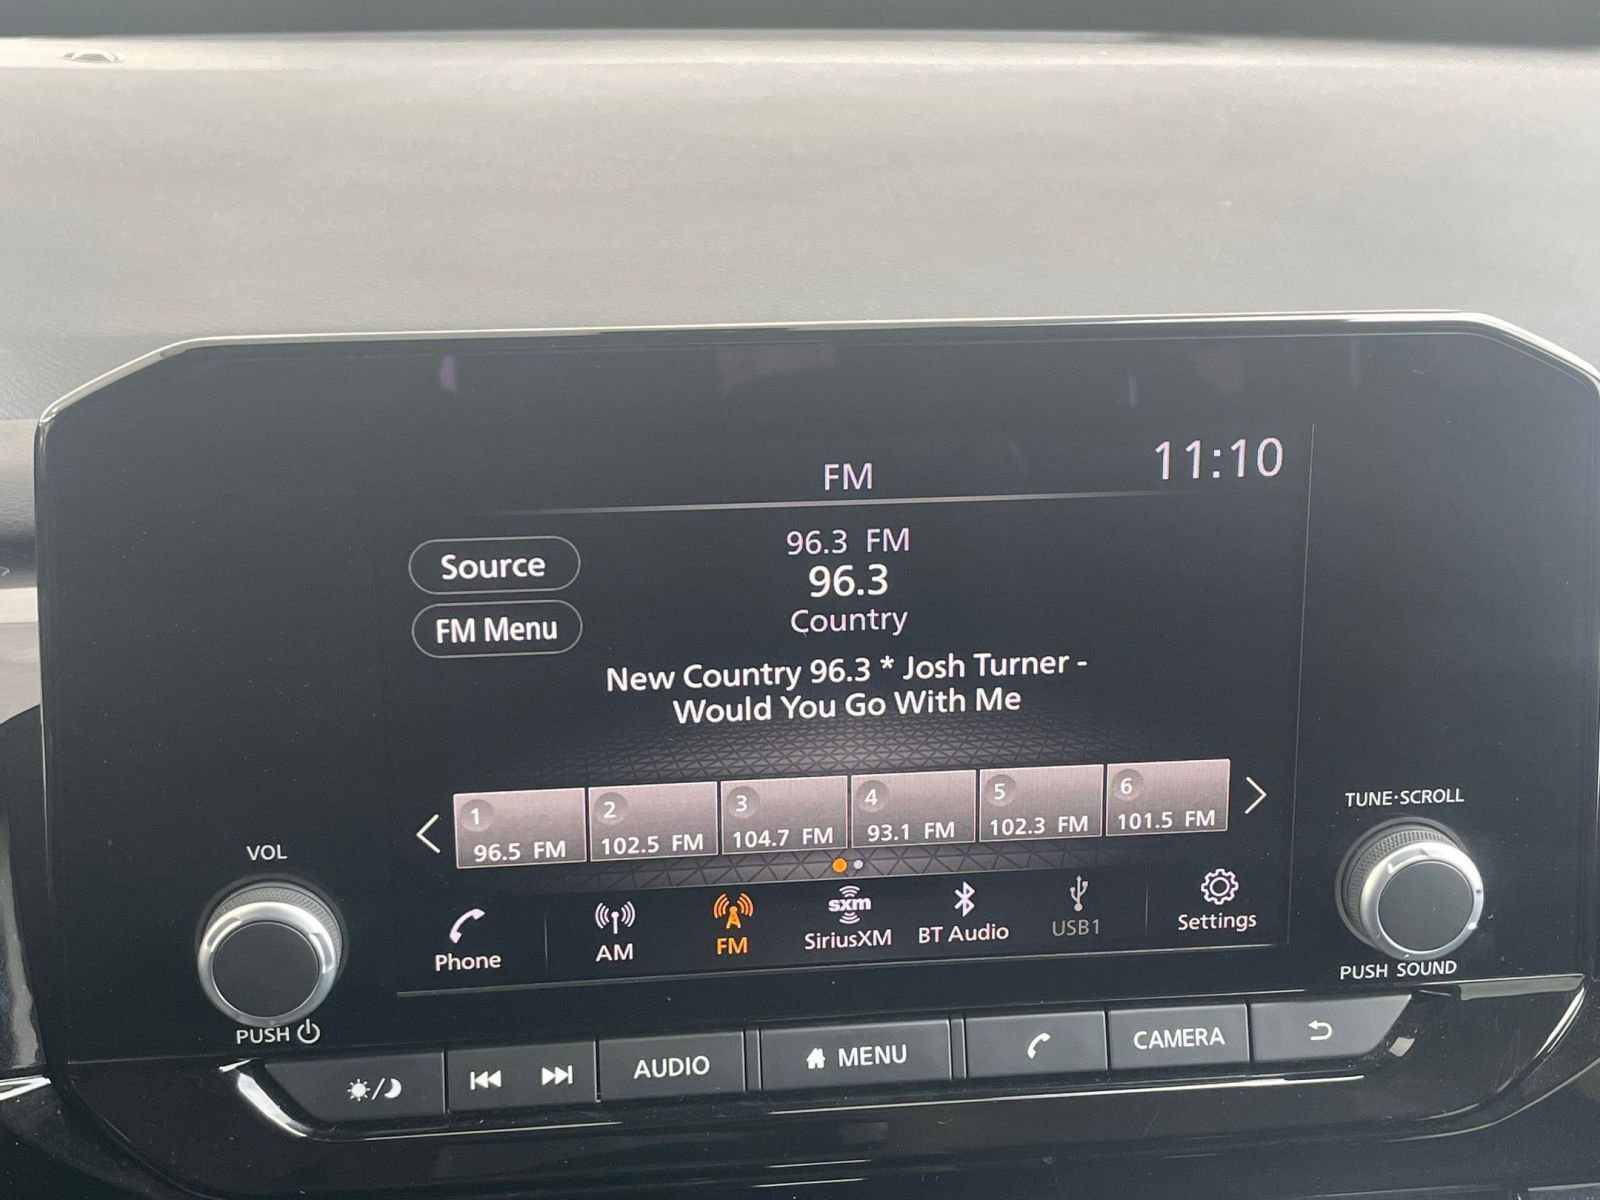 FM
11:10
Source
FM Menu
96.3 FM
96.3
Country
New Country 96.3 * Josh Turner -
Would You Go With Me
1
96.5 FM
2
102.5 FM
3
104.7 FM
4
93.1 FM
5
102.3 FM
6
101.5 FM
Phone
AM
FM
sxm
SiriusXM
BT Audio
USB1
Settings
VOL
PUSH
TUNE·SCROLL
PUSH SOUND
AUDIO
MENU
CAMERA